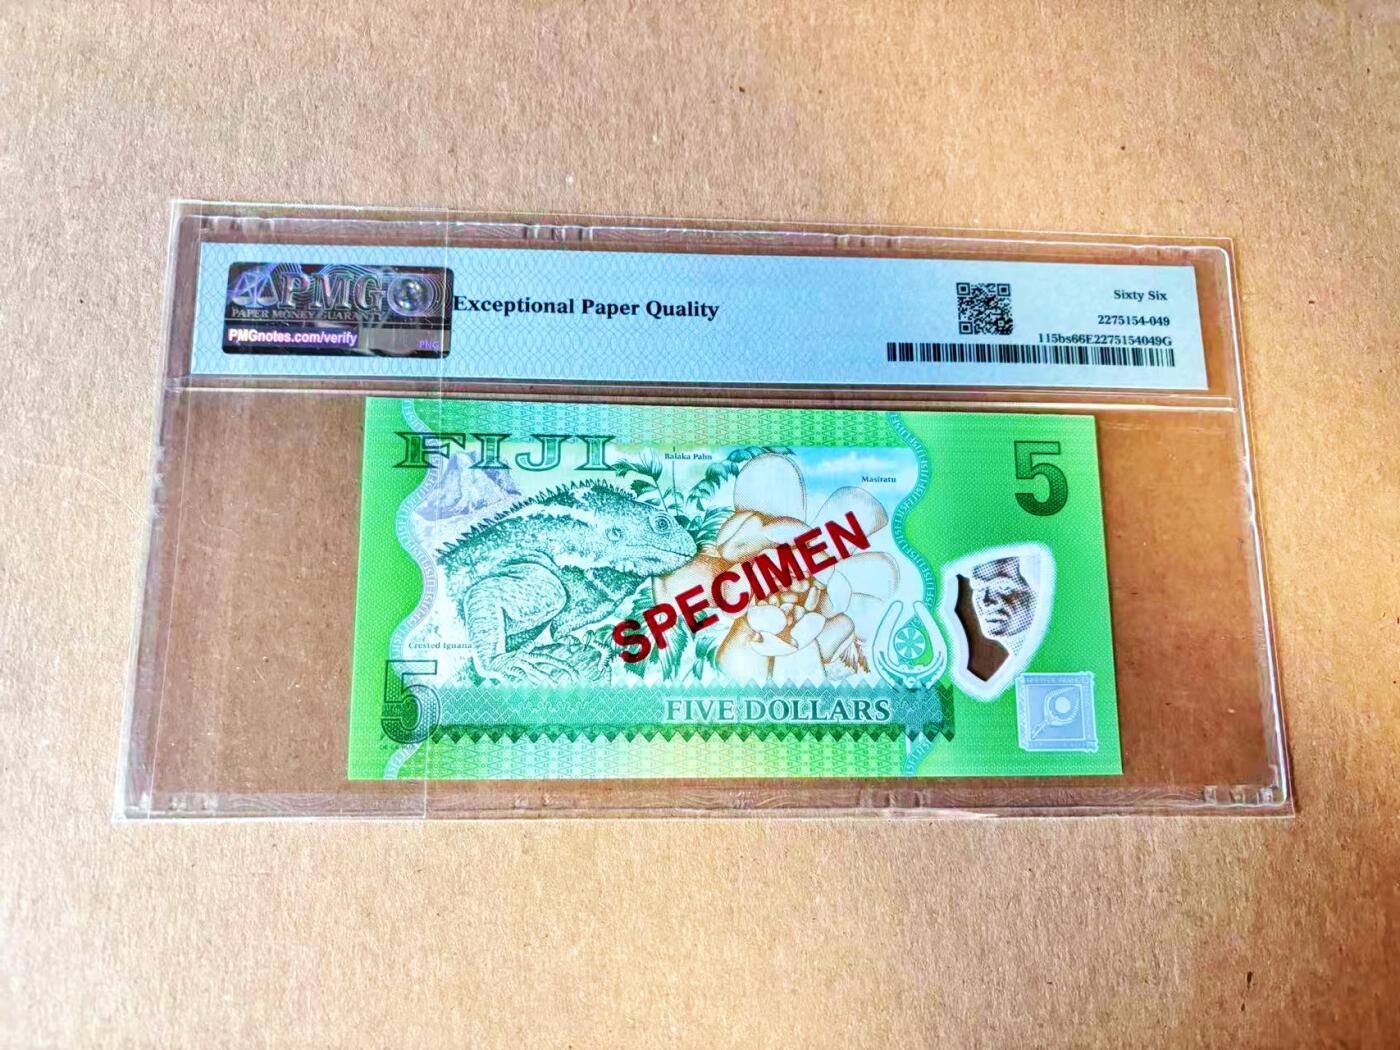 PMG
PAPER MONEY GUARANTY
PMGnotes.com/verify
PNG
Exceptional Paper Quality
Sixty Six
2275154-049
115bs66E2275154049G
FIJI
Balaka Palm
Masiratu
5
SPECIMEN
Crested Iguana
5
FIVE DOLLARS